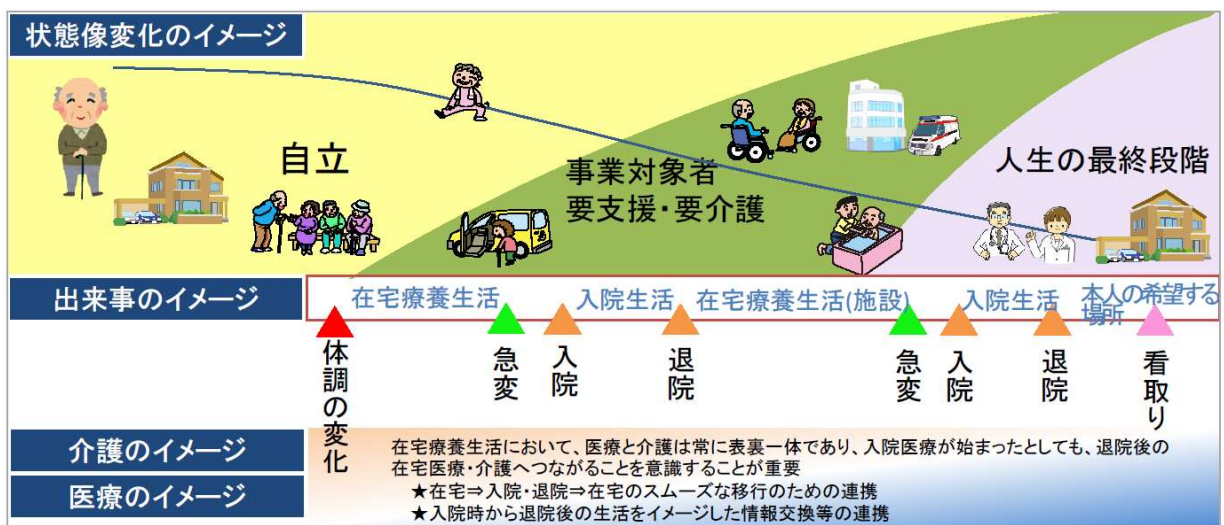 状態像変化のイメージ
自立
事業対象者
要支援・要介護
人生の最終段階
出来事のイメージ
在宅療養生活
入院生活
在宅療養生活(施設)
入院生活
本人の希望する
場所
体調の変化
急変
入院
退院
急変
入院
退院
看取り
介護のイメージ
医療のイメージ
在宅療養生活において、医療と介護は常に表裏一体であり、入院医療が始まったとしても、退院後の
在宅医療・介護へつながることを意識することが重要
★在宅⇒入院・退院⇒在宅のスムーズな移行のための連携
★入院時から退院後の生活をイメージした情報交換等の連携